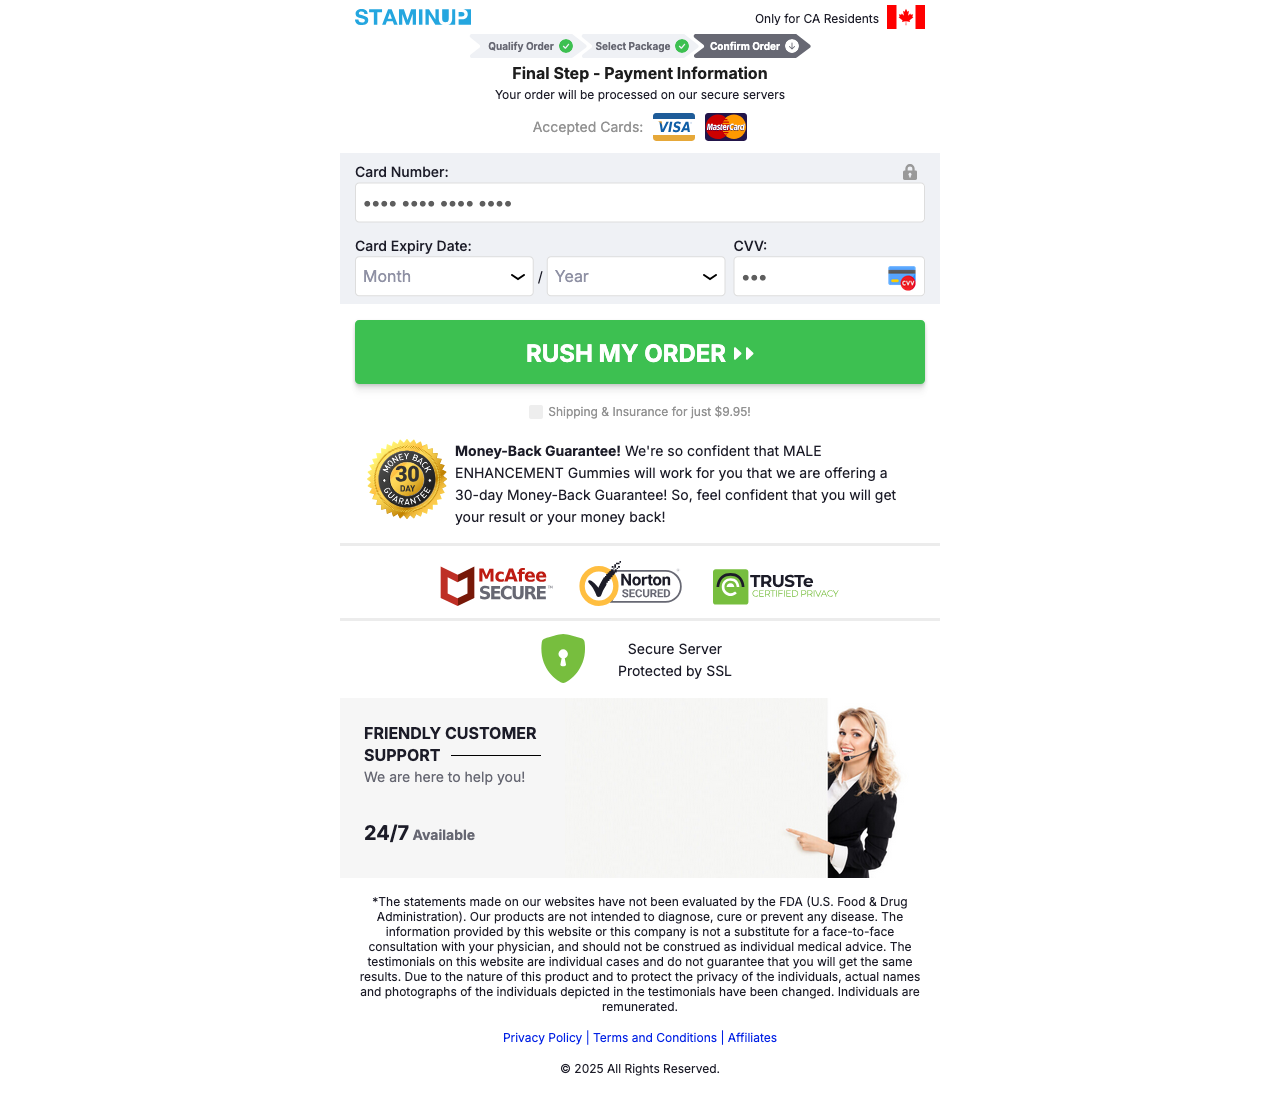 STAMINUP
Only for CA Residents
Qualify Order
Select Package
Confirm Order
Final Step - Payment Information
Your order will be processed on our secure servers
Accepted Cards:
VISA
MasterCard
Card Number:
•••• •••• •••• ••••
Card Expiry Date:
CVV:
Month
/
Year
•••
CVV
RUSH MY ORDER
Shipping & Insurance for just $9.95!
MONEY BACK
30
DAY
GUARANTEE
Money-Back Guarantee! We're so confident that MALE
ENHANCEMENT Gummies will work for you that we are offering a
30-day Money-Back Guarantee! So, feel confident that you will get
your result or your money back!
McAfee
SECURE
TM
Norton
SECURED
TRUSTe
CERTIFIED PRIVACY
Secure Server
Protected by SSL
FRIENDLY CUSTOMER
SUPPORT
We are here to help you!
24/7 Available
*The statements made on our websites have not been evaluated by the FDA (U.S. Food & Drug
Administration). Our products are not intended to diagnose, cure or prevent any disease. The
information provided by this website or this company is not a substitute for a face-to-face
consultation with your physician, and should not be construed as individual medical advice. The
testimonials on this website are individual cases and do not guarantee that you will get the same
results. Due to the nature of this product and to protect the privacy of the individuals, actual names
and photographs of the individuals depicted in the testimonials have been changed. Individuals are
remunerated.
Privacy Policy | Terms and Conditions | Affiliates
© 2025 All Rights Reserved.